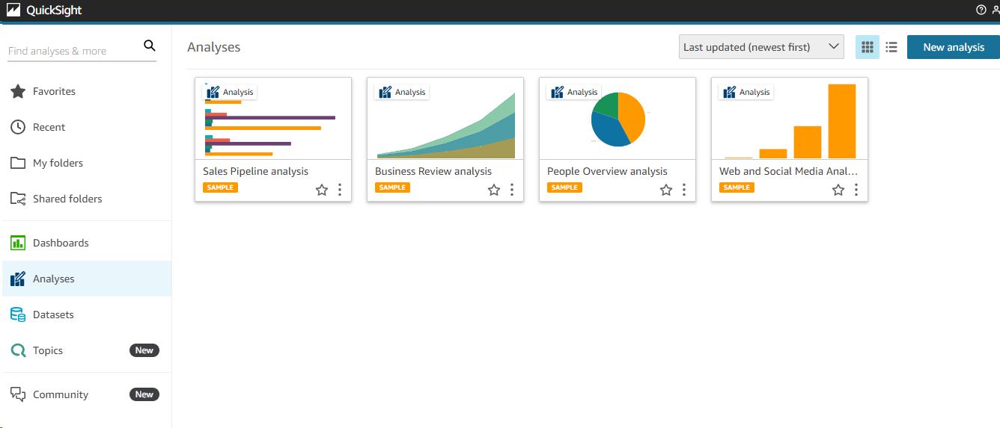 QuickSight
Find analyses & more
Favorites
Recent
My folders
Shared folders
Dashboards
Analyses
Datasets
Topics New
Community New
Analyses
Last updated (newest first)
New analysis
Analysis
Sales Pipeline analysis
SAMPLE
Analysis
Business Review analysis
SAMPLE
Analysis
People Overview analysis
SAMPLE
Analysis
Web and Social Media Anal...
SAMPLE